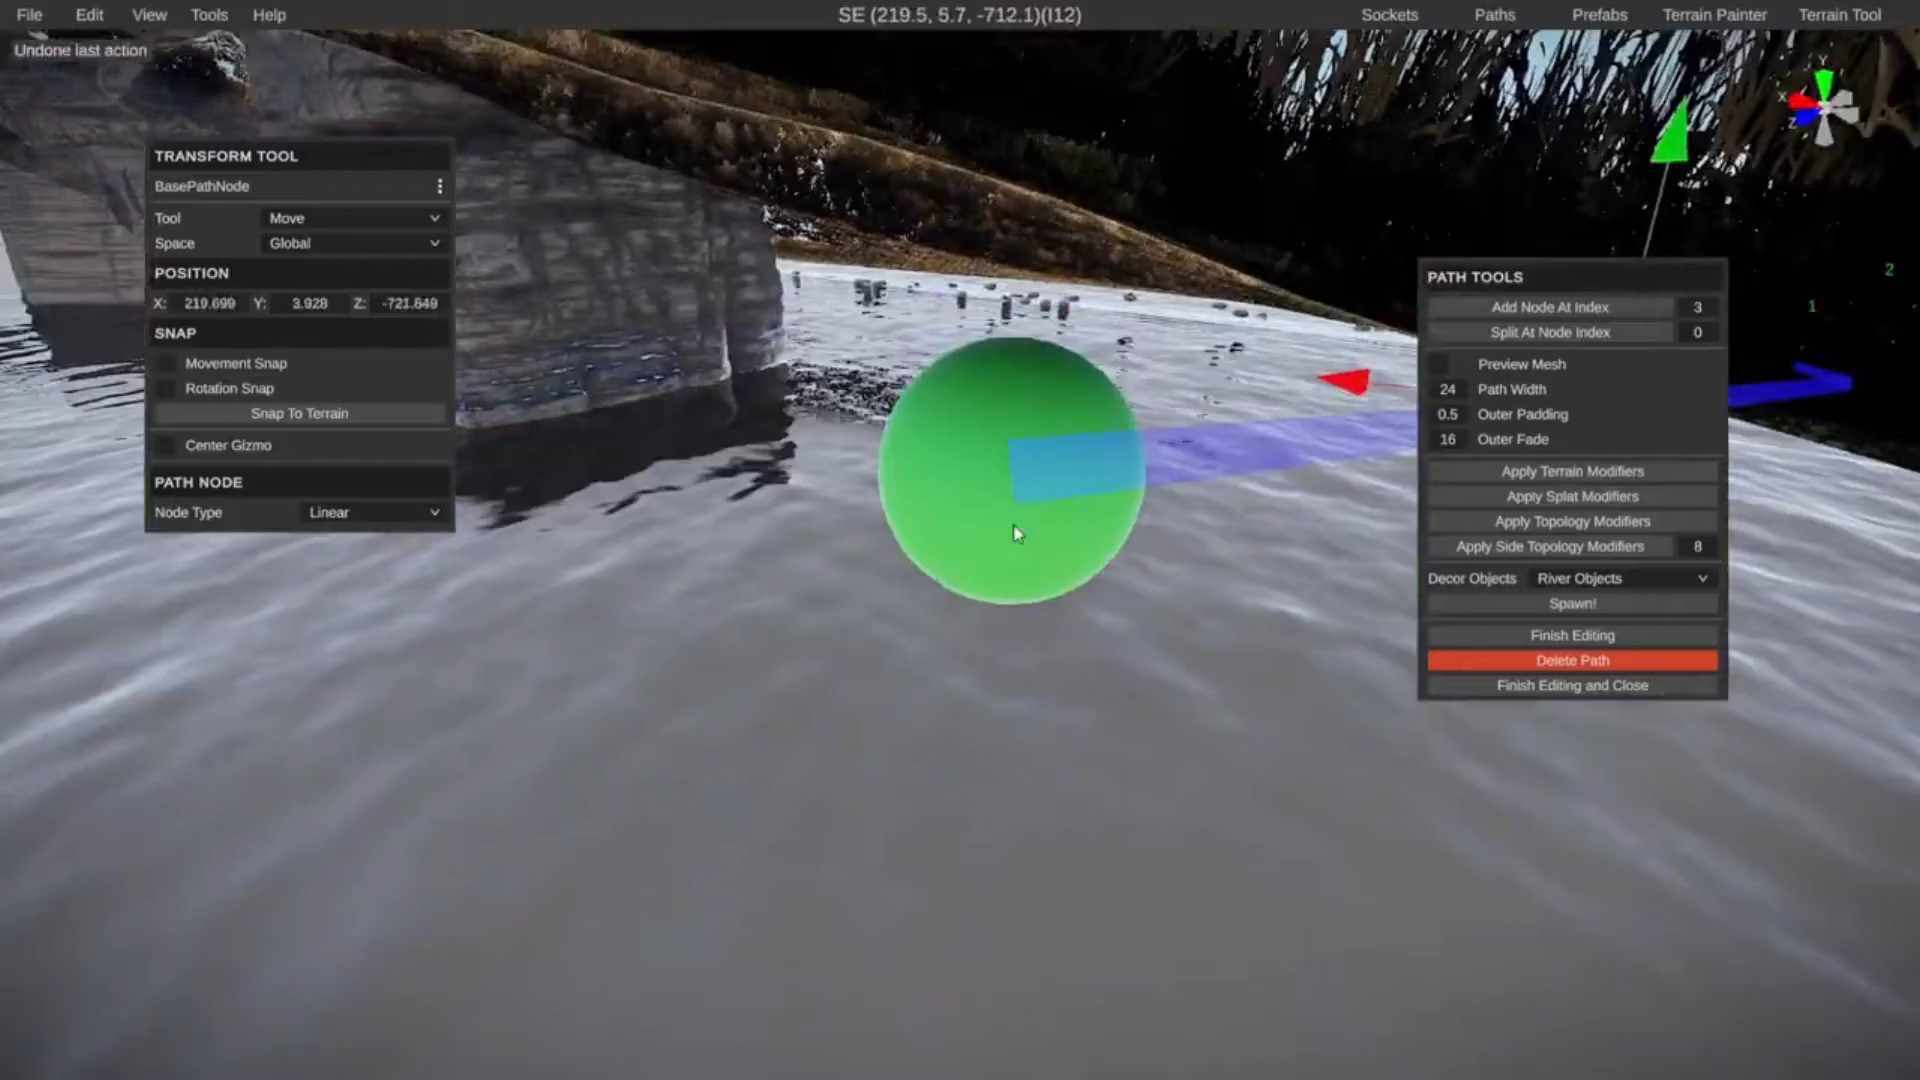 File Edit View Tools Help SE (219.5, 5.7, -712.1)(I12) Sockets Paths Prefabs Terrain Painter Terrain Tool
Undone last action
TRANSFORM TOOL
BasePathNode
Tool Move
Space Global
POSITION
X: 219.699 Y: 3.928 Z: -721.649
SNAP
Movement Snap
Rotation Snap
Snap To Terrain
Center Gizmo
PATH NODE
Node Type Linear
Y
X
Z
2
1
PATH TOOLS
Add Node At Index 3
Split At Node Index 0
Preview Mesh
24 Path Width
0.5 Outer Padding
16 Outer Fade
Apply Terrain Modifiers
Apply Splat Modifiers
Apply Topology Modifiers
Apply Side Topology Modifiers 8
Decor Objects River Objects
Spawn!
Finish Editing
Delete Path
Finish Editing and Close